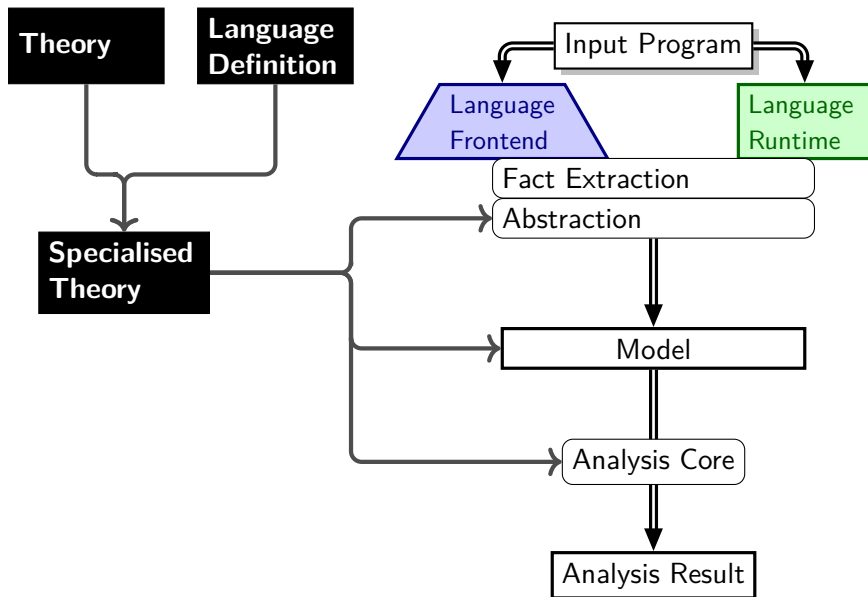 Theory
Language
Definition
Input Program
Language
Frontend
Language
Runtime
Fact Extraction
Abstraction
Specialised
Theory
Model
Analysis Core
Analysis Result